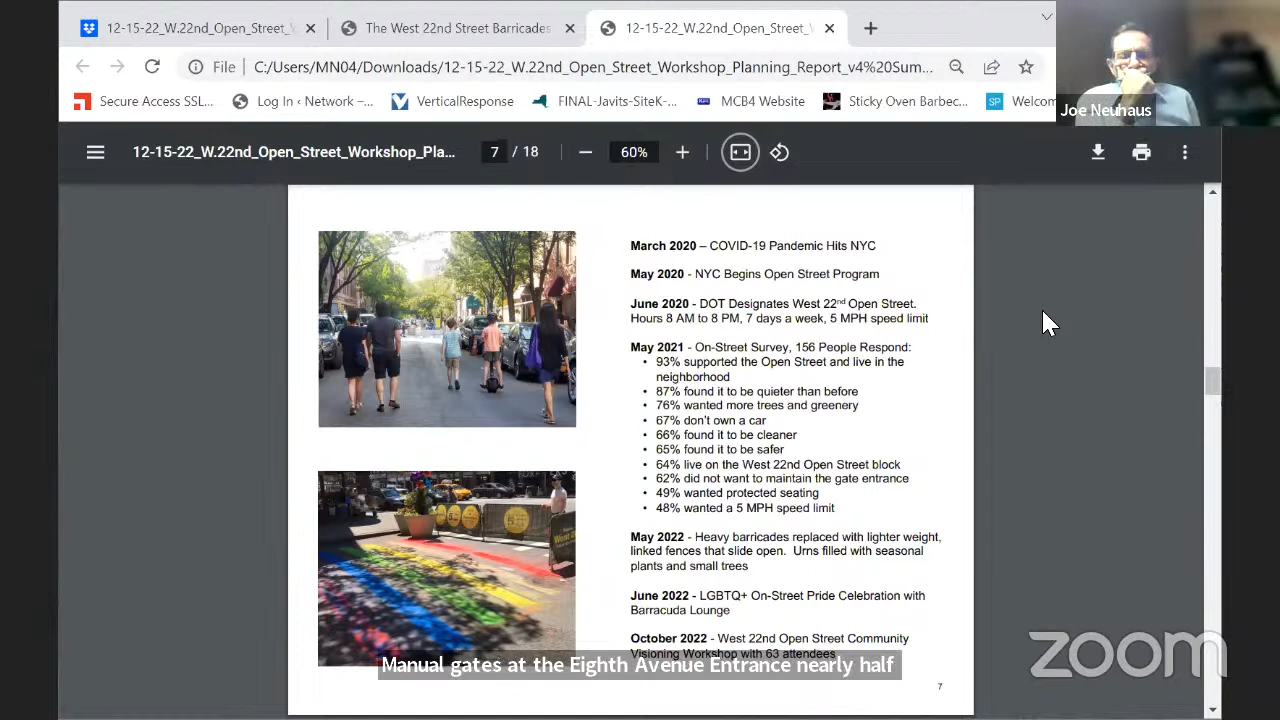 12-15-22_W.22nd_Open_Street_
The West 22nd Street Barricades
12-15-22_W.22nd_Open_Street_
File
C:/Users/MN04/Downloads/12-15-22_W.22nd_Open_Street_Workshop_Planning_Report_v4%20Sum...
Secure Access SSL...
Log In ‹ Network –...
VerticalResponse
FINAL-Javits-SiteK-...
MCB4 Website
Sticky Oven Barbec...
SP
Welcom
Joe Neuhaus
12-15-22_W.22nd_Open_Street_Workshop_Pla...
7 / 18
60%
March 2020 – COVID-19 Pandemic Hits NYC
May 2020 - NYC Begins Open Street Program
June 2020 - DOT Designates West 22nd Open Street.
Hours 8 AM to 8 PM, 7 days a week, 5 MPH speed limit
May 2021 - On-Street Survey, 156 People Respond:
• 93% supported the Open Street and live in the
neighborhood
• 87% found it to be quieter than before
• 76% wanted more trees and greenery
• 67% don't own a car
• 66% found it to be cleaner
• 65% found it to be safer
• 64% live on the West 22nd Open Street block
• 62% did not want to maintain the gate entrance
• 49% wanted protected seating
• 48% wanted a 5 MPH speed limit
May 2022 - Heavy barricades replaced with lighter weight,
linked fences that slide open. Urns filled with seasonal
plants and small trees
June 2022 - LGBTQ+ On-Street Pride Celebration with
Barracuda Lounge
October 2022 - West 22nd Open Street Community
Visioning Workshop with 63 attendees
Manual gates at the Eighth Avenue Entrance nearly half
7
zoom